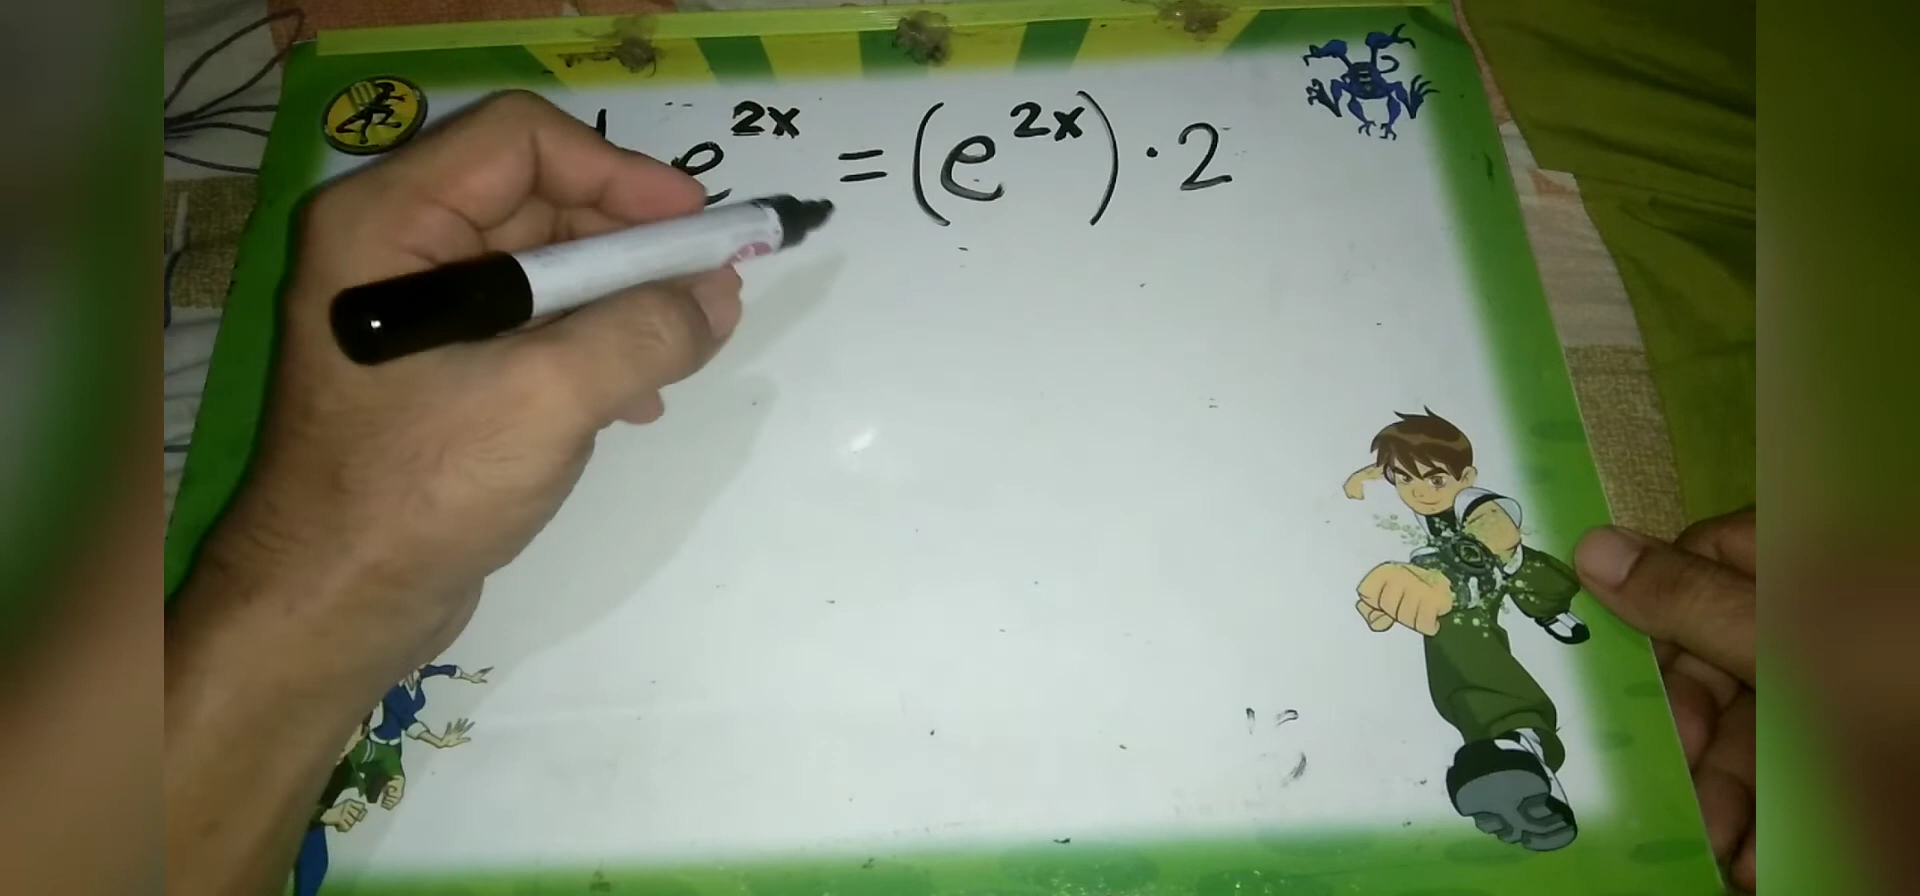 e^{2x} = (e^{2x}) · 2